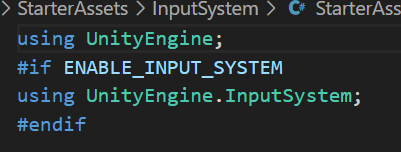 > StarterAssets > InputSystem > C# StarterAss
using UnityEngine;
#if ENABLE_INPUT_SYSTEM
using UnityEngine.InputSystem;
#endif